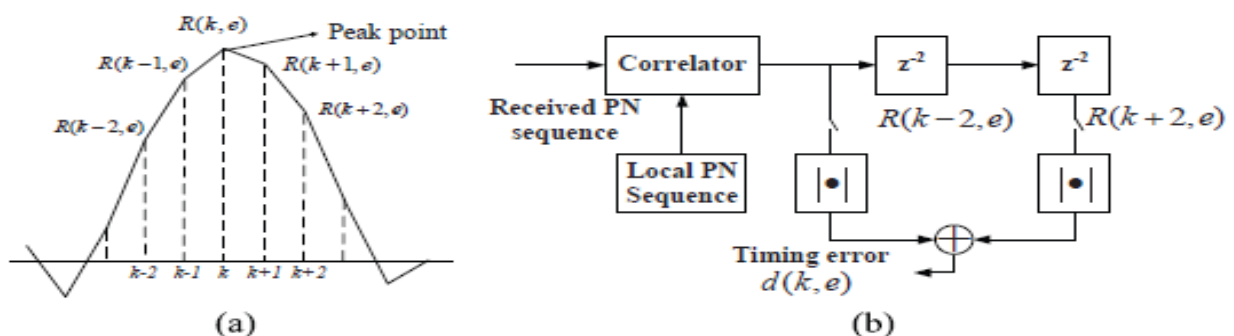 R(k,e)
Peak point
R(k−1,e)
R(k+1,e)
R(k−2,e)
R(k+2,e)
k-2 k-1 k k+1 k+2
(a)
Correlator
z-2
z-2
Received PN
sequence
R(k−2,e)
R(k+2,e)
Local PN
Sequence
|•|
|•|
Timing error
d(k,e)
(b)